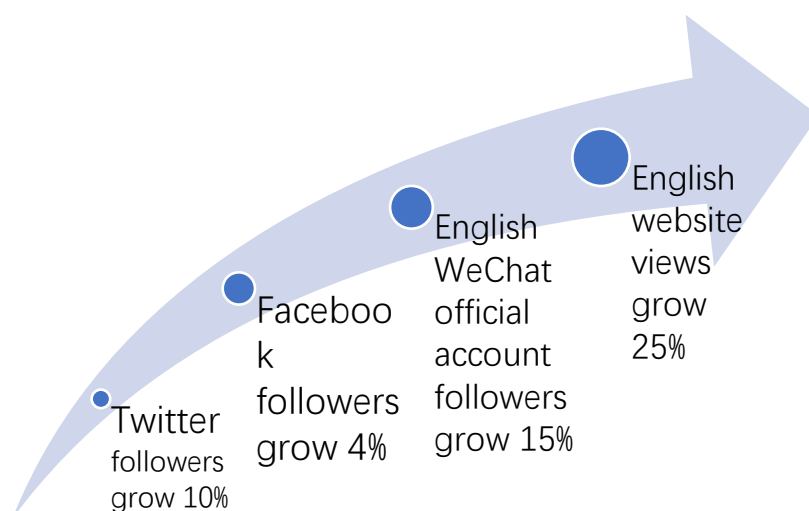 Twitter
followers
grow 10%
Faceboo
k
followers
grow 4%
English
WeChat
official
account
followers
grow 15%
English
website
views
grow
25%